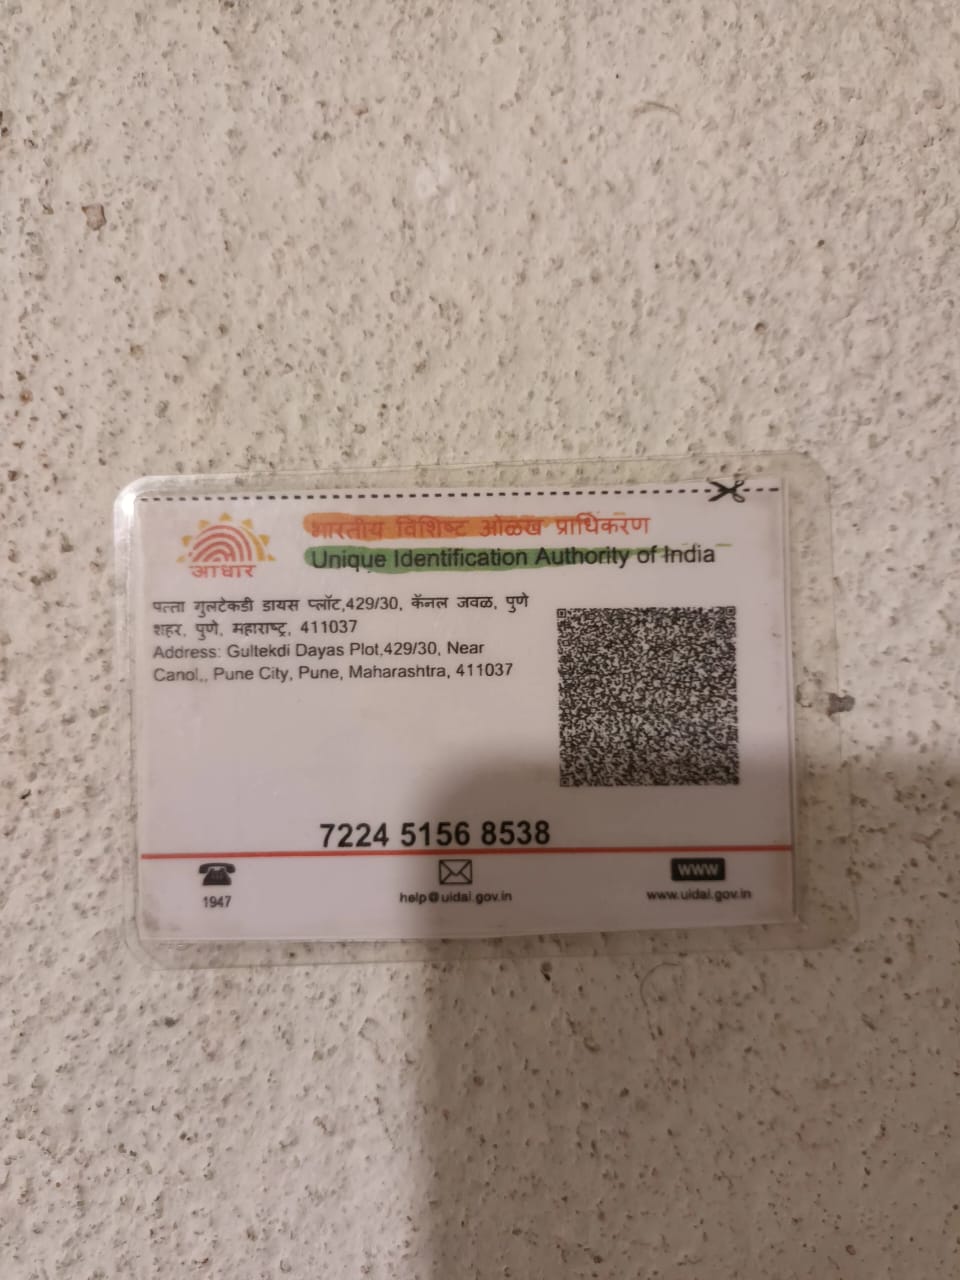 भारतीय विशिष्ट ओळख प्राधिकरण
Unique Identification Authority of India
आधार
पत्ता गुलटेकडी डायस प्लॉट,429/30, कॅनल जवळ, पुणे
शहर, पुणे, महाराष्ट्र, 411037
Address: Gultekdi Dayas Plot,429/30, Near
Canol,, Pune City, Pune, Maharashtra, 411037
7224 5156 8538
1947
help@uidai.gov.in
WWW
www.uidai.gov.in